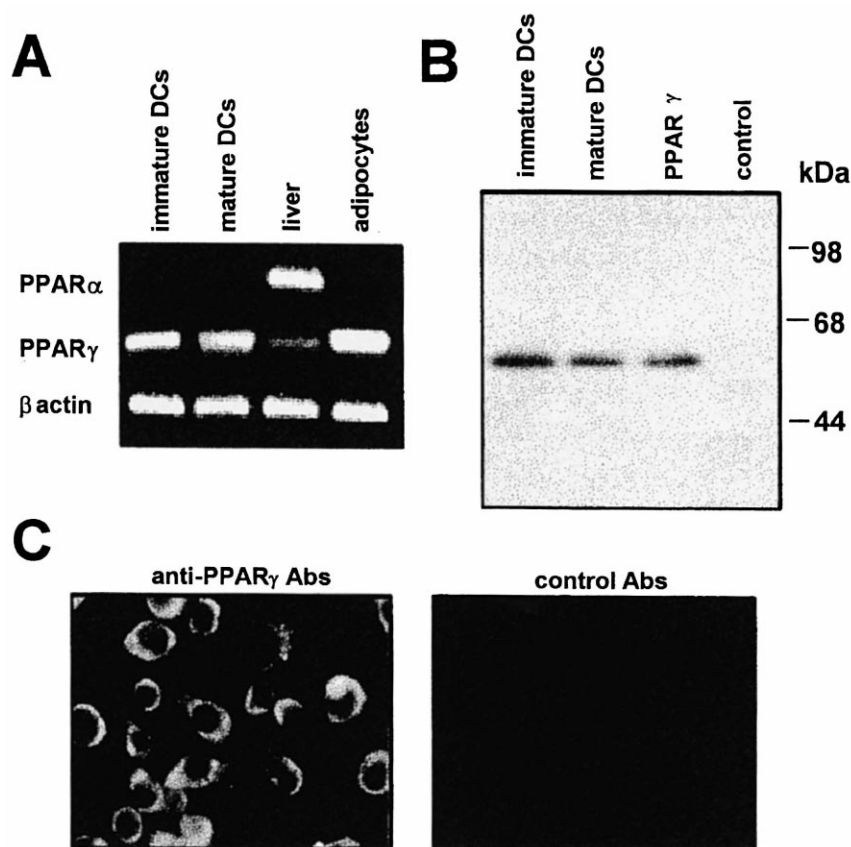 A
immature DCs
mature DCs
liver
adipocytes
PPARα
PPARγ
β actin
B
immature DCs
mature DCs
PPAR γ
control
kDa
98
68
44
C
anti-PPARγ Abs
control Abs